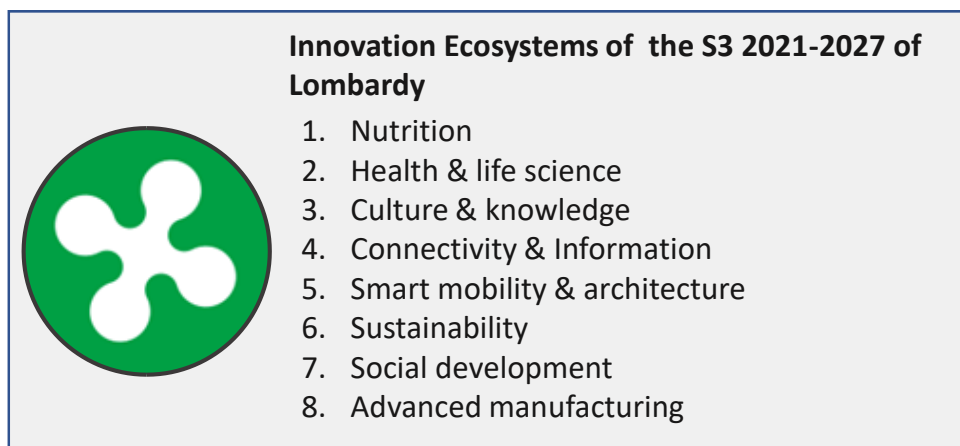 Innovation Ecosystems of  the S3 2021-2027 of
Lombardy
1. Nutrition
2. Health & life science
3. Culture & knowledge
4. Connectivity & Information
5. Smart mobility & architecture
6. Sustainability
7. Social development
8. Advanced manufacturing